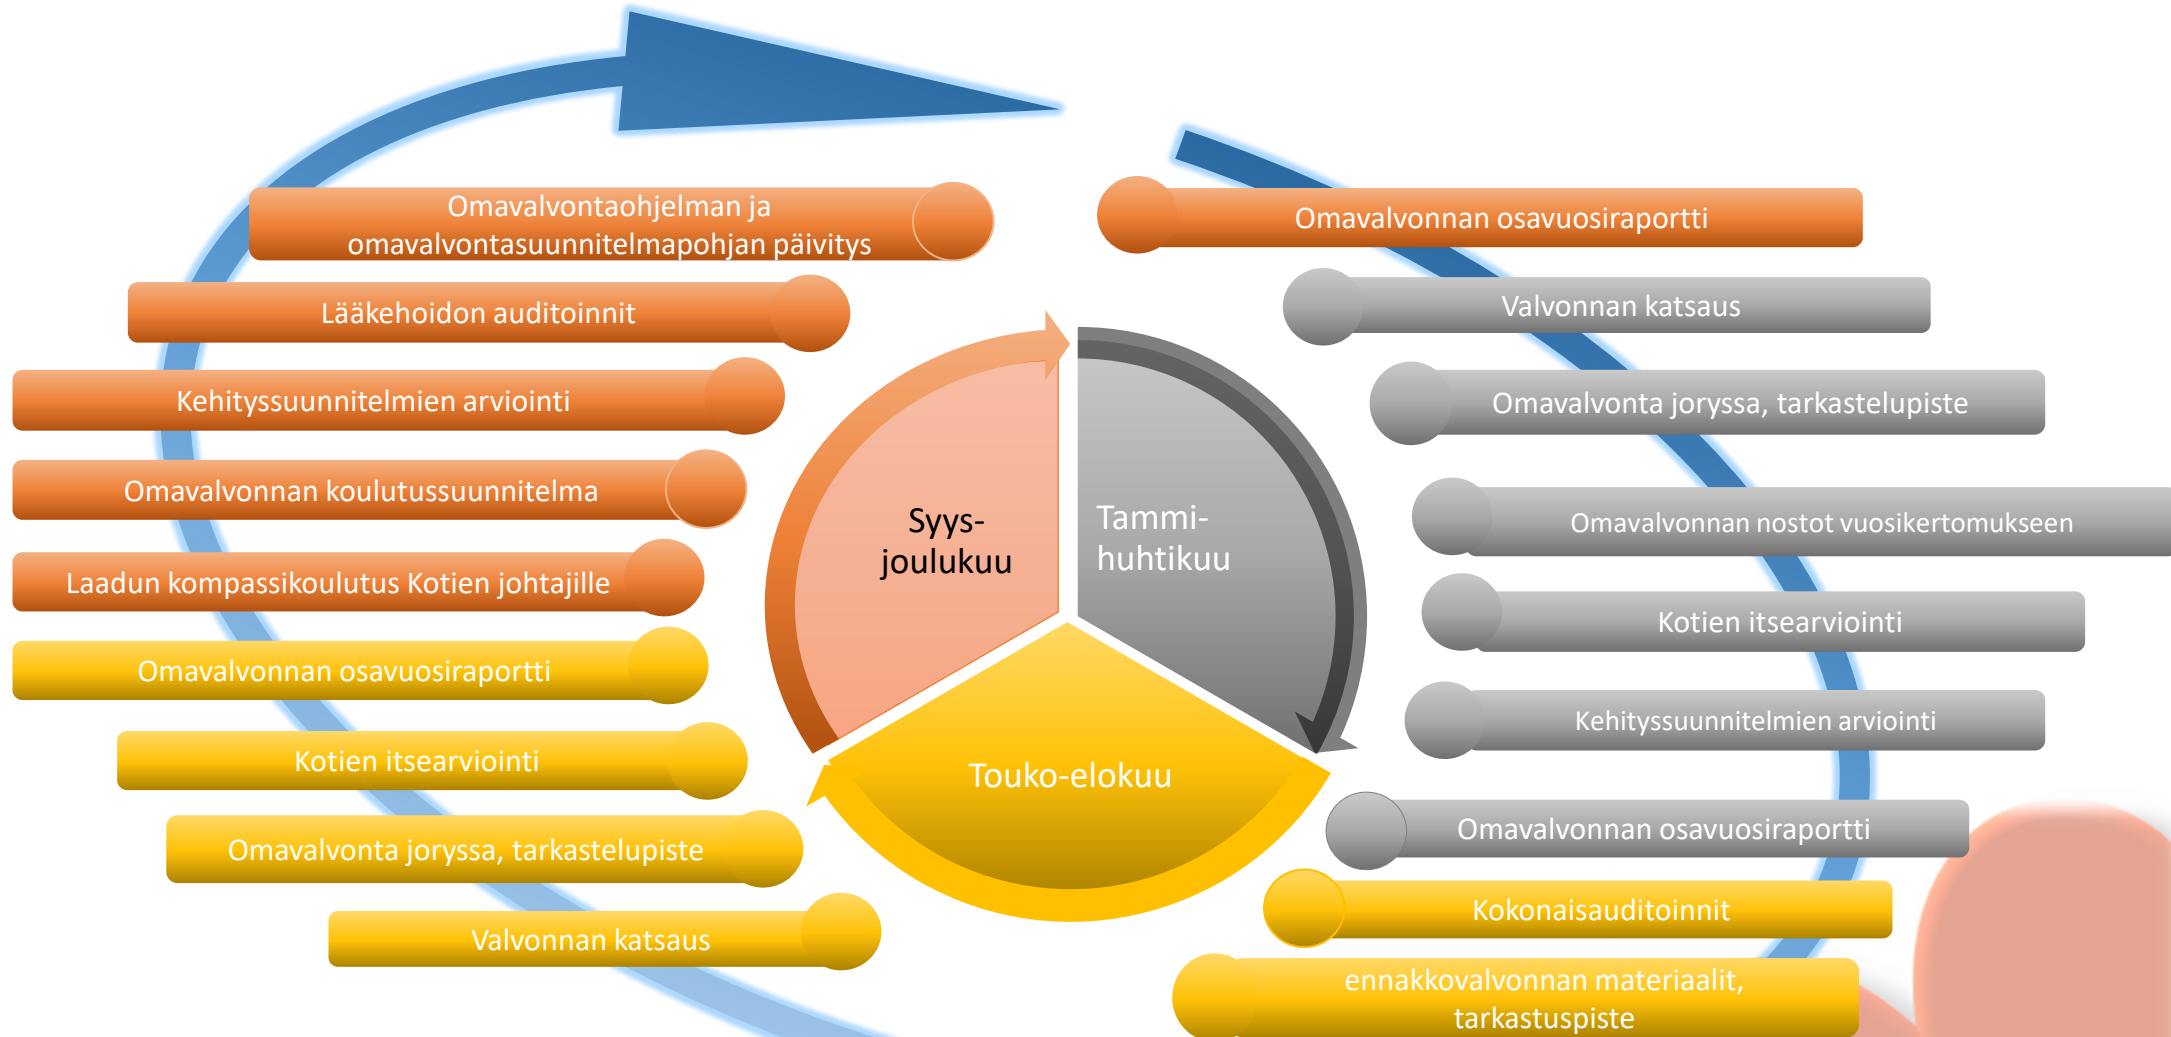 Omavalvontaohjelman ja
omavalvontasuunnitelmapohjan päivitys
Lääkehoidon auditoinnit
Kehityssuunnitelmien arviointi
Omavalvonnan koulutussuunnitelma
Laadun kompassikoulutus Kotien johtajille
Omavalvonnan osavuosiraportti
Kotien itsearviointi
Omavalvonta joryssa, tarkastelupiste
Valvonnan katsaus
Syys-
joulukuu
Tammi-
huhtikuu
Touko-elokuu
Omavalvonnan osavuosiraportti
Valvonnan katsaus
Omavalvonta joryssa, tarkastelupiste
Omavalvonnan nostot vuosikertomukseen
Kotien itsearviointi
Kehityssuunnitelmien arviointi
Omavalvonnan osavuosiraportti
Kokonaisauditoinnit
ennakkovalvonnan materiaalit,
tarkastuspiste